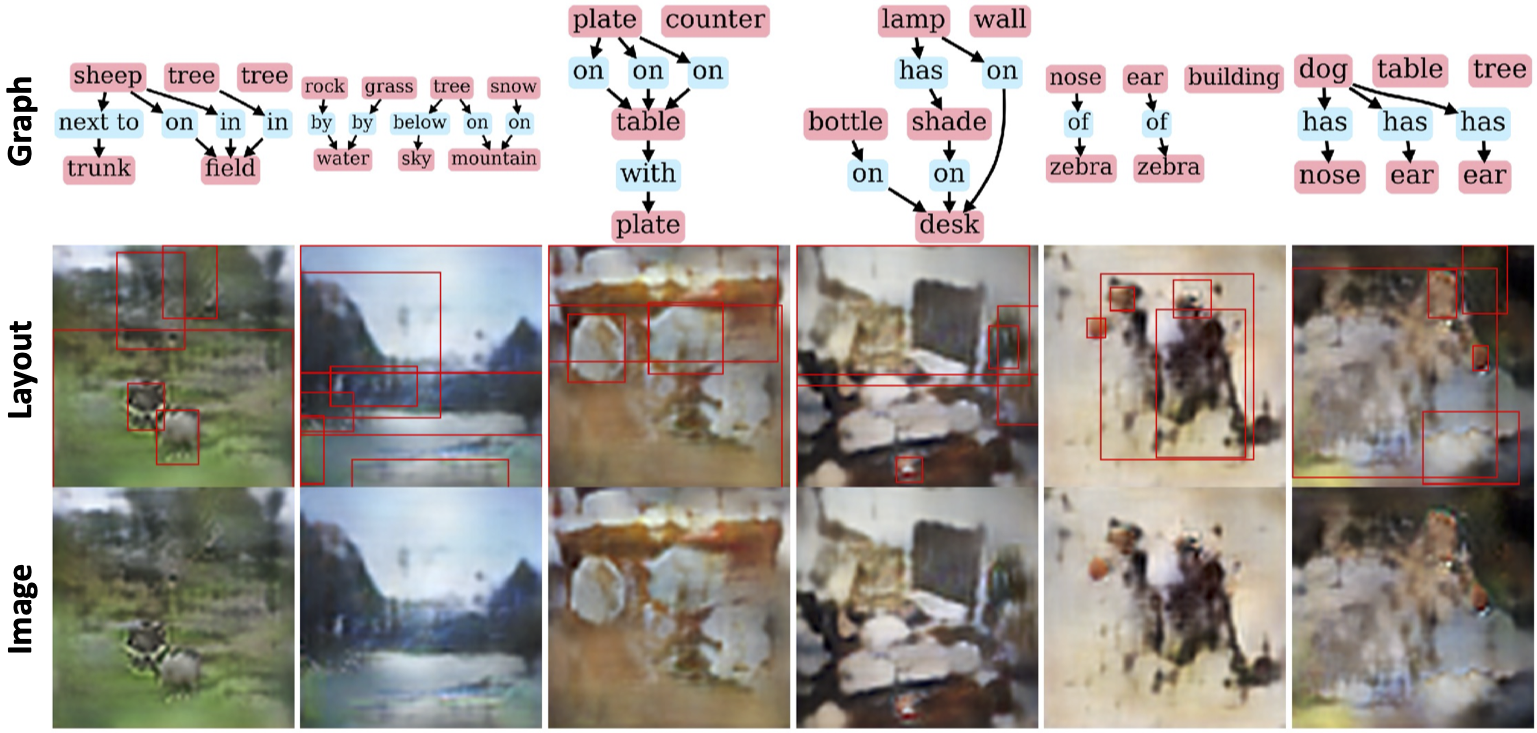 Graph
sheep tree tree
next to on in in
trunk field
rock grass tree snow
by by below on on
water sky mountain
plate counter
on on on
table
with
plate
lamp wall
has on
bottle shade
on on
desk
nose ear building
of of
zebra zebra
dog table tree
has has has
nose ear ear
Layout
Image